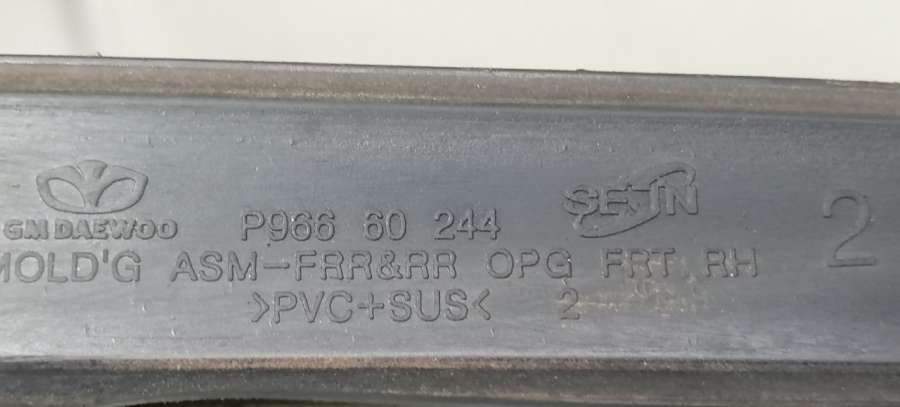 GM DAEWOO P966 60 244 SEJIN 2
MOLD'G ASM-FRR&RR OPG FRT RH
>PVC+SUS< 2